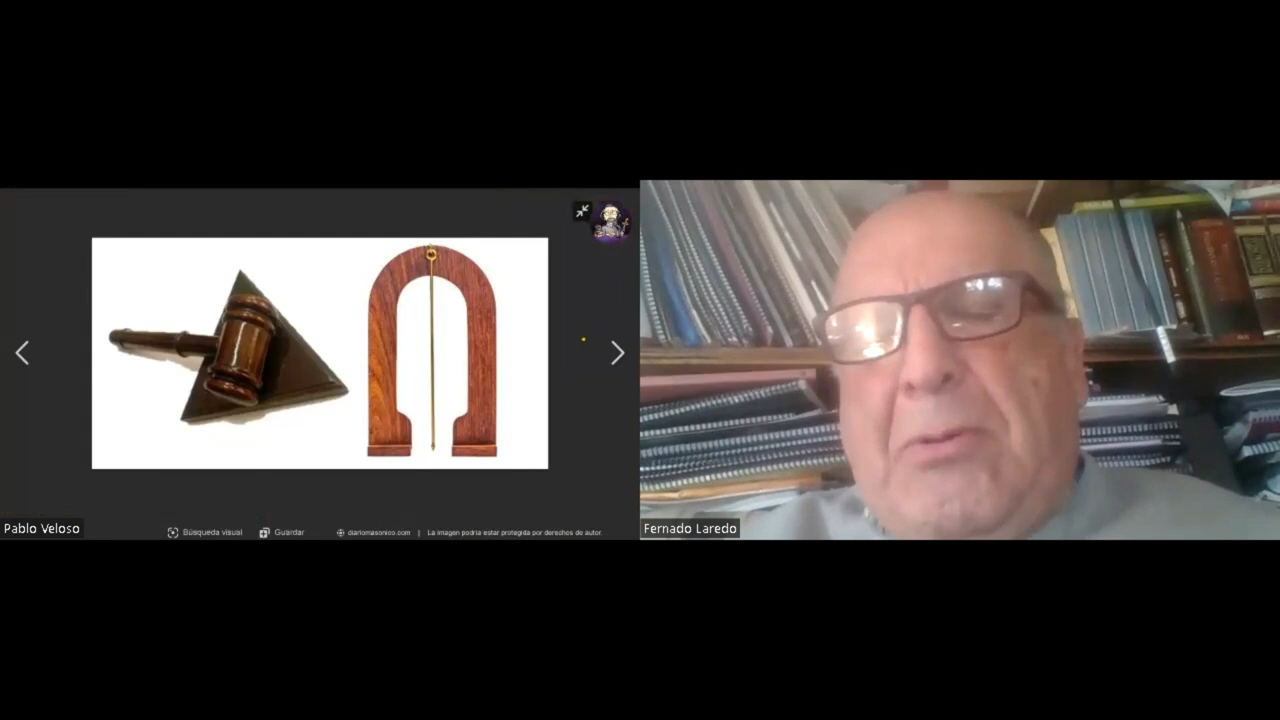 Pablo Veloso
Búsqueda visual
Guardar
diariomasonico.com | La imagen podría estar protegida por derechos de autor.
Fernado Laredo